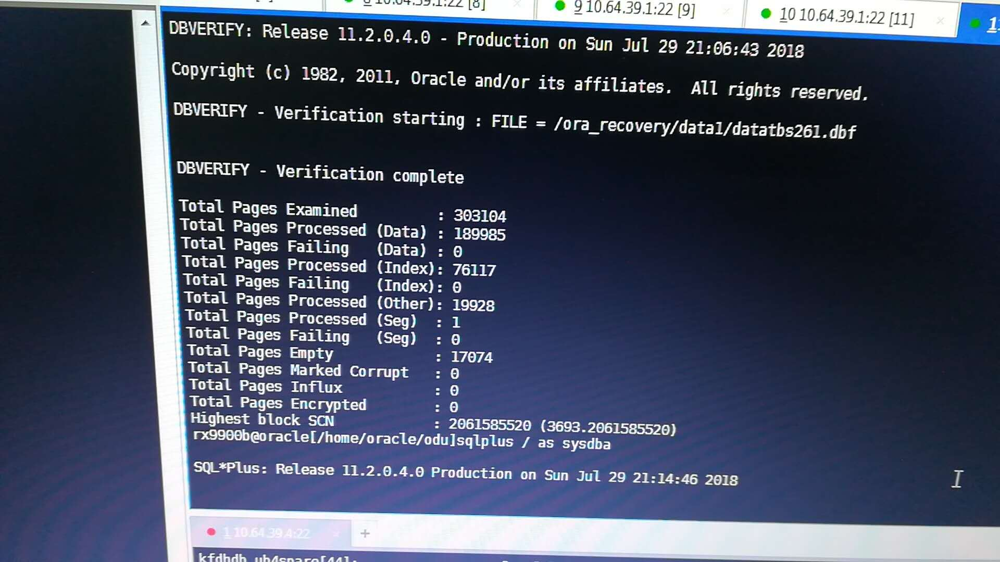 8 10.64.39.1:22 [8]
9 10.64.39.1:22 [9]
10 10.64.39.1:22 [11]
DBVERIFY: Release 11.2.0.4.0 - Production on Sun Jul 29 21:06:43 2018
Copyright (c) 1982, 2011, Oracle and/or its affiliates.  All rights reserved.
DBVERIFY - Verification starting : FILE = /ora_recovery/data1/datatbs261.dbf
DBVERIFY - Verification complete
Total Pages Examined         : 303104
Total Pages Processed (Data) : 189985
Total Pages Failing   (Data) : 0
Total Pages Processed (Index): 76117
Total Pages Failing   (Index): 0
Total Pages Processed (Other): 19928
Total Pages Processed (Seg)  : 1
Total Pages Failing   (Seg)  : 0
Total Pages Empty            : 17074
Total Pages Marked Corrupt   : 0
Total Pages Influx           : 0
Total Pages Encrypted        : 0
Highest block SCN            : 2061585520 (3693.2061585520)
rx9900b@oracle[/home/oracle/odu]sqlplus / as sysdba
SQL*Plus: Release 11.2.0.4.0 Production on Sun Jul 29 21:14:46 2018
1 10.64.39.4:22
kfdhdb.ub4spare[44]: